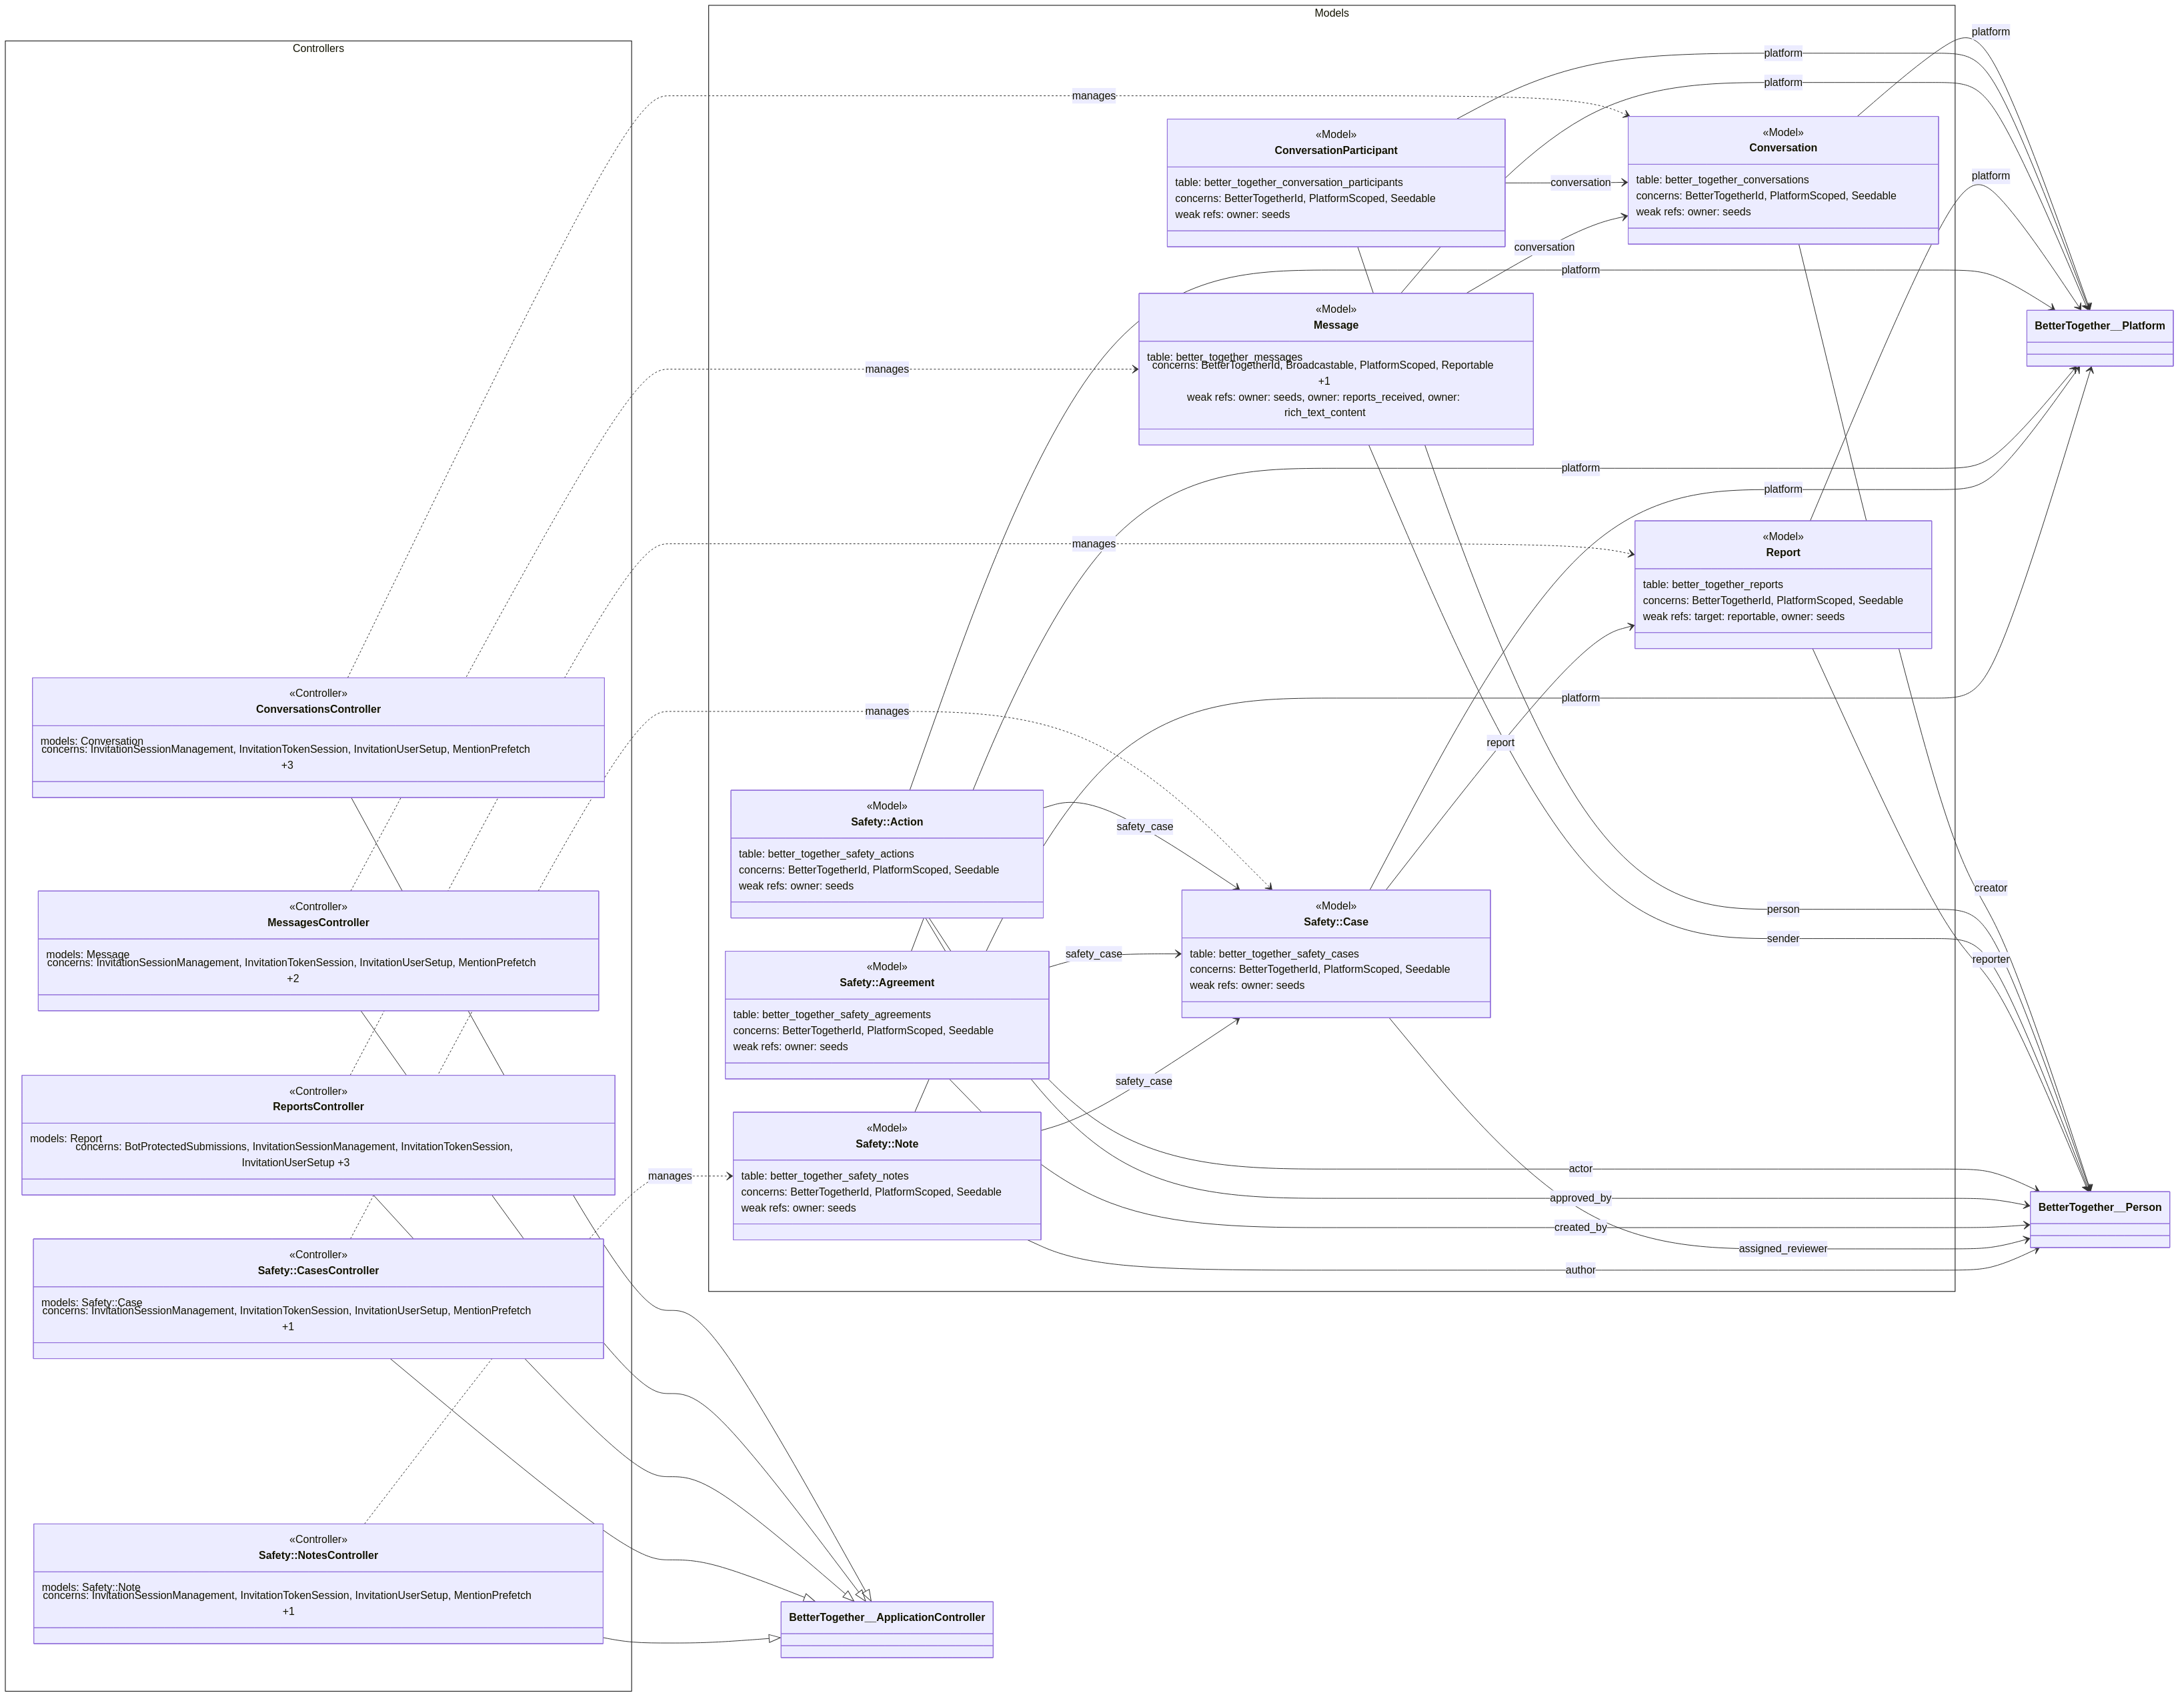 Controllers
Models
«Controller»
ConversationsController
models: Conversation
concerns: InvitationSessionManagement, InvitationTokenSession, InvitationUserSetup, MentionPrefetch
+3
«Controller»
MessagesController
models: Message
concerns: InvitationSessionManagement, InvitationTokenSession, InvitationUserSetup, MentionPrefetch
+2
«Controller»
ReportsController
models: Report
concerns: BotProtectedSubmissions, InvitationSessionManagement, InvitationTokenSession,
InvitationUserSetup +3
«Controller»
Safety::CasesController
models: Safety::Case
concerns: InvitationSessionManagement, InvitationTokenSession, InvitationUserSetup, MentionPrefetch
+1
«Controller»
Safety::NotesController
models: Safety::Note
concerns: InvitationSessionManagement, InvitationTokenSession, InvitationUserSetup, MentionPrefetch
+1
manages
manages
manages
manages
manages
«Model»
ConversationParticipant
table: better_together_conversation_participants
concerns: BetterTogetherId, PlatformScoped, Seedable
weak refs: owner: seeds
«Model»
Conversation
table: better_together_conversations
concerns: BetterTogetherId, PlatformScoped, Seedable
weak refs: owner: seeds
«Model»
Message
table: better_together_messages
concerns: BetterTogetherId, Broadcastable, PlatformScoped, Reportable
+1
weak refs: owner: seeds, owner: reports_received, owner:
rich_text_content
«Model»
Report
table: better_together_reports
concerns: BetterTogetherId, PlatformScoped, Seedable
weak refs: target: reportable, owner: seeds
«Model»
Safety::Action
table: better_together_safety_actions
concerns: BetterTogetherId, PlatformScoped, Seedable
weak refs: owner: seeds
«Model»
Safety::Agreement
table: better_together_safety_agreements
concerns: BetterTogetherId, PlatformScoped, Seedable
weak refs: owner: seeds
«Model»
Safety::Note
table: better_together_safety_notes
concerns: BetterTogetherId, PlatformScoped, Seedable
weak refs: owner: seeds
«Model»
Safety::Case
table: better_together_safety_cases
concerns: BetterTogetherId, PlatformScoped, Seedable
weak refs: owner: seeds
platform
platform
platform
platform
platform
platform
platform
platform
conversation
conversation
safety_case
safety_case
safety_case
report
person
sender
creator
reporter
actor
approved_by
created_by
assigned_reviewer
author
BetterTogether__Platform
BetterTogether__Person
BetterTogether__ApplicationController